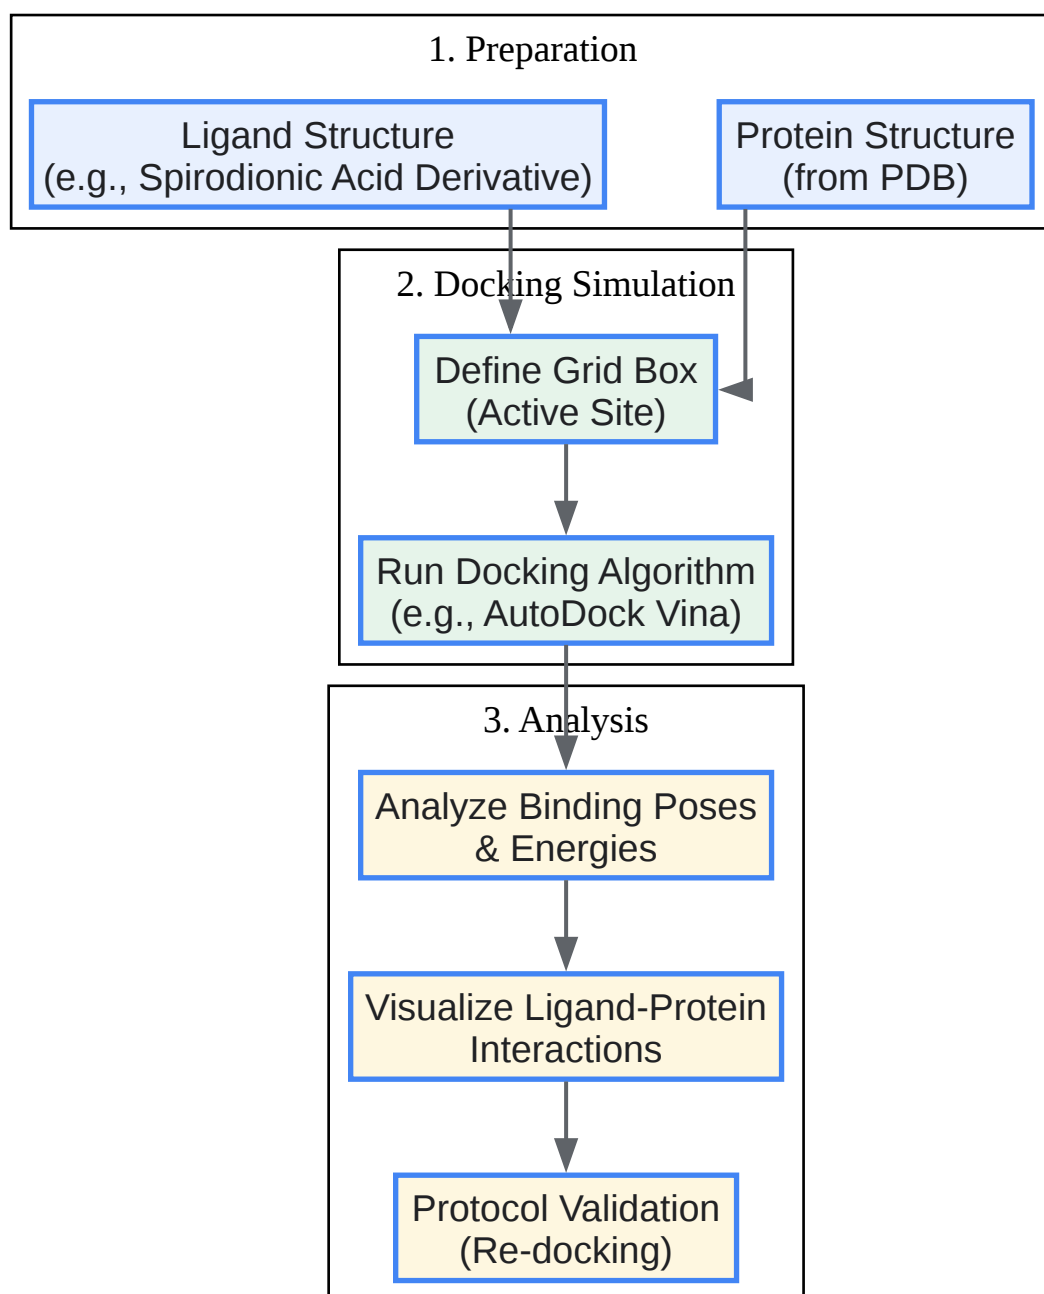 1. Preparation
Ligand Structure
(e.g., Spirodionic Acid Derivative)
Protein Structure
(from PDB)
2. Docking Simulation
Define Grid Box
(Active Site)
Run Docking Algorithm
(e.g., AutoDock Vina)
3. Analysis
Analyze Binding Poses
& Energies
Visualize Ligand-Protein
Interactions
Protocol Validation
(Re-docking)